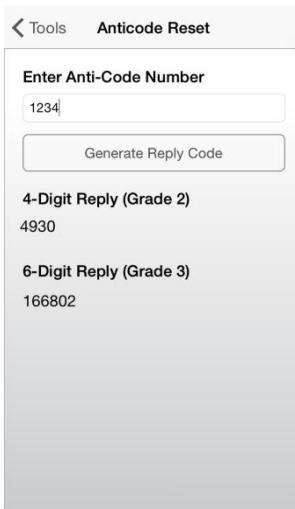 Tools Anticode Reset
Enter Anti-Code Number
1234
Generate Reply Code
4-Digit Reply (Grade 2)
4930
6-Digit Reply (Grade 3)
166802